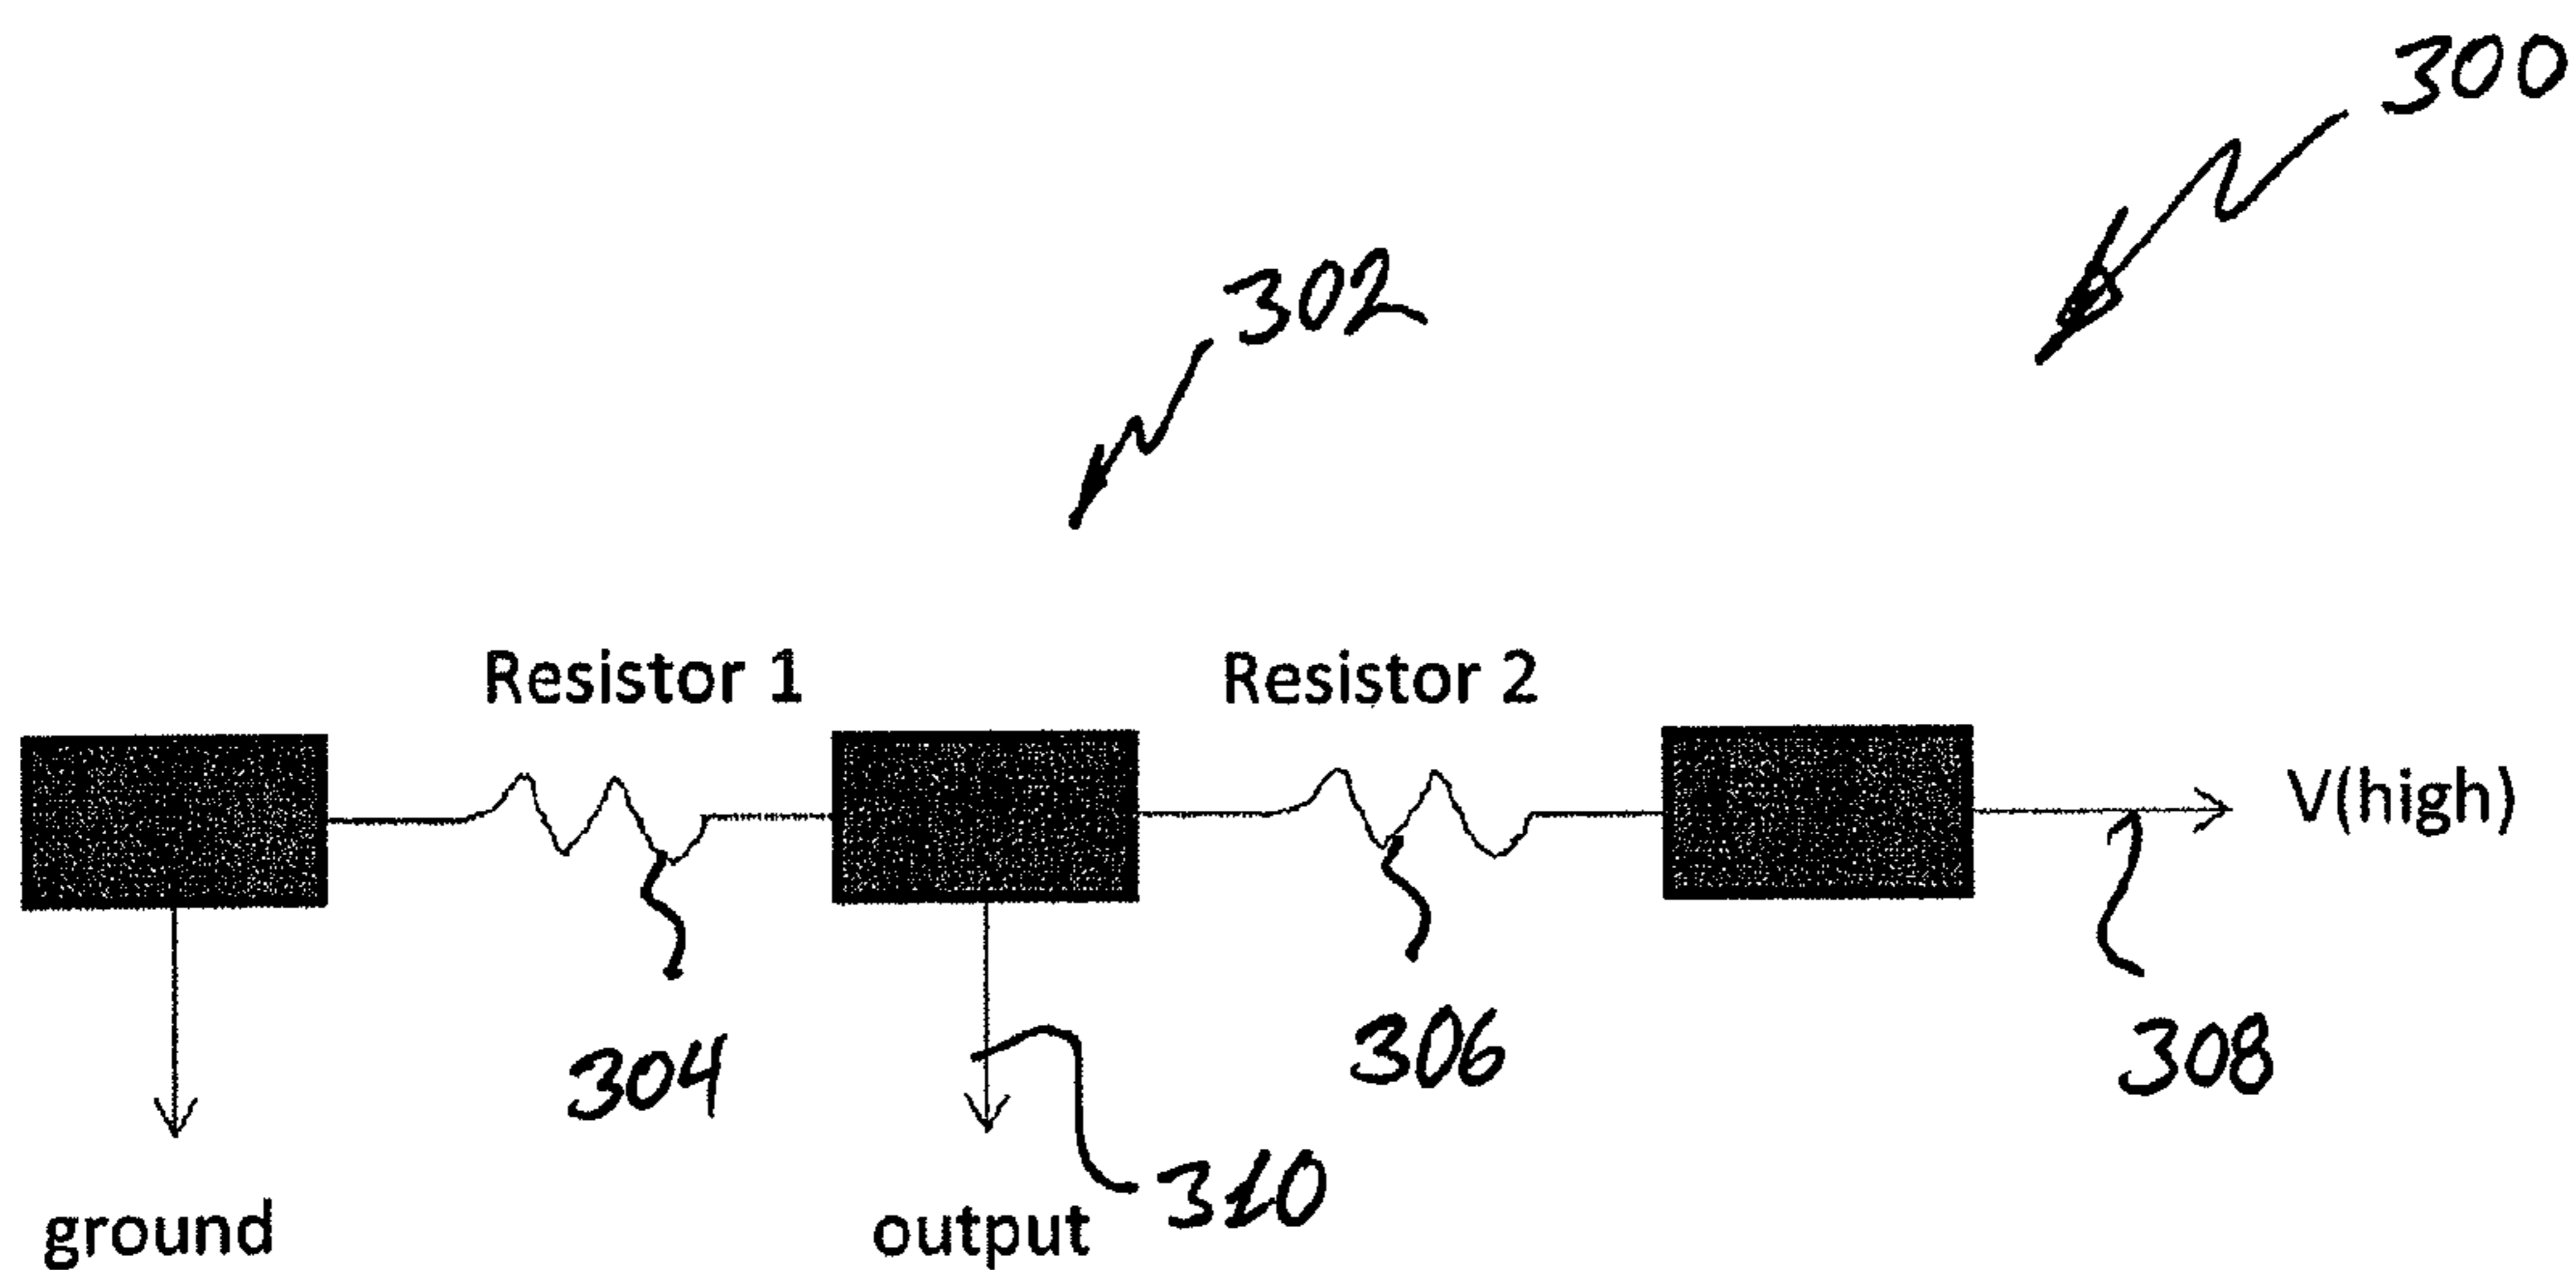 300
302
Resistor 1
Resistor 2
V(high)
304
306
308
310
ground
output